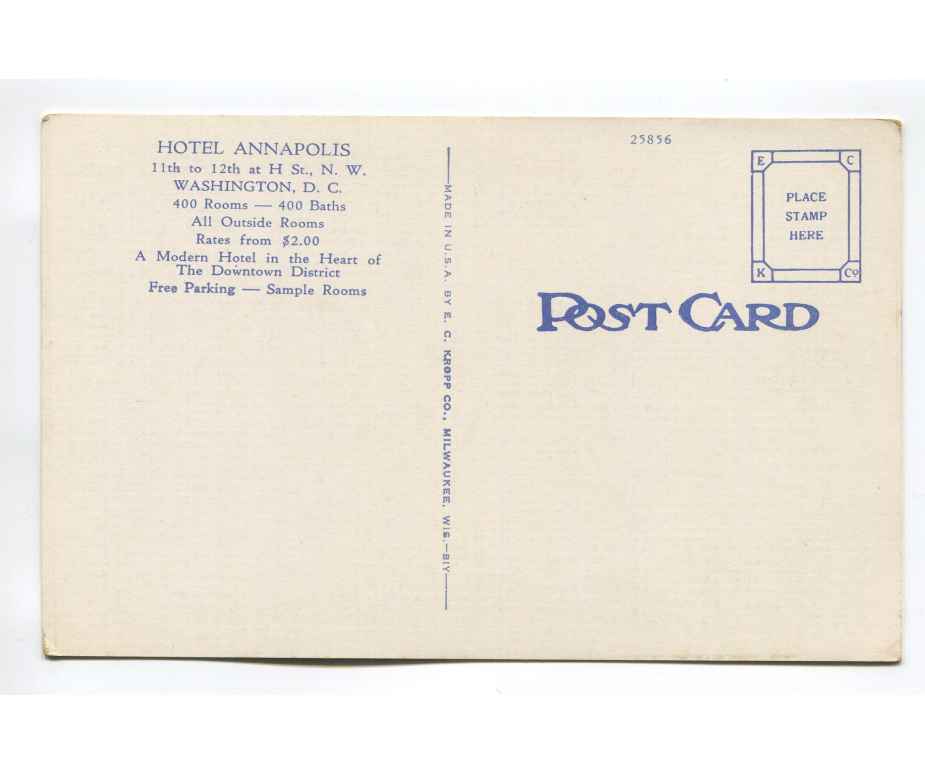 HOTEL ANNAPOLIS
11th to 12th at H St., N. W.
WASHINGTON, D. C.
400 Rooms — 400 Baths
All Outside Rooms
Rates from $2.00
A Modern Hotel in the Heart of
The Downtown District
Free Parking — Sample Rooms
MADE IN U.S.A. BY E. C. KROPP CO., MILWAUKEE, WIS.—BIY
25856
E C
PLACE
STAMP
HERE
K Co
POST CARD